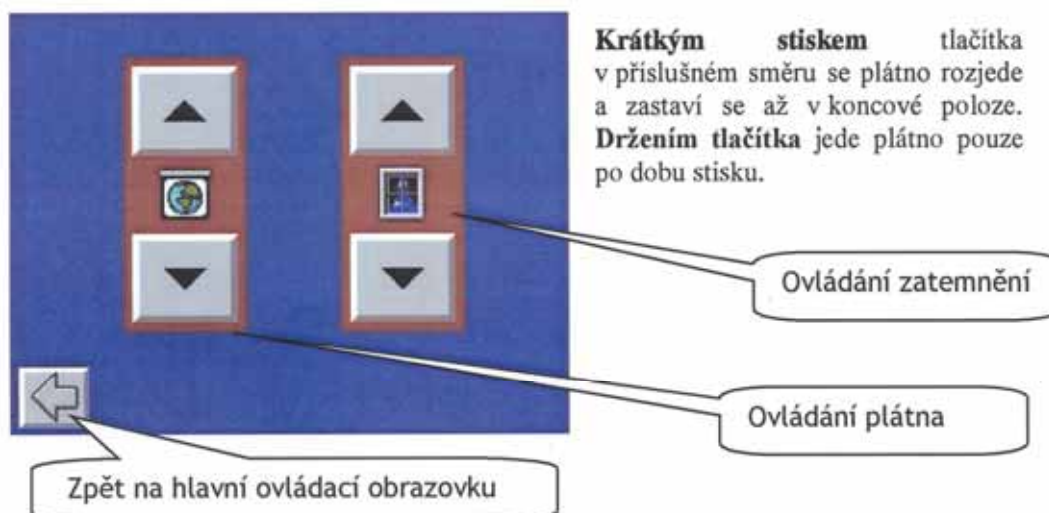 Krátkým stiskem tlačítka
v příslušném směru se plátno rozjede
a zastaví se až v koncové poloze.
Držením tlačítka jede plátno pouze
po dobu stisku.
Ovládání zatemnění
Ovládání plátna
Zpět na hlavní ovládací obrazovku